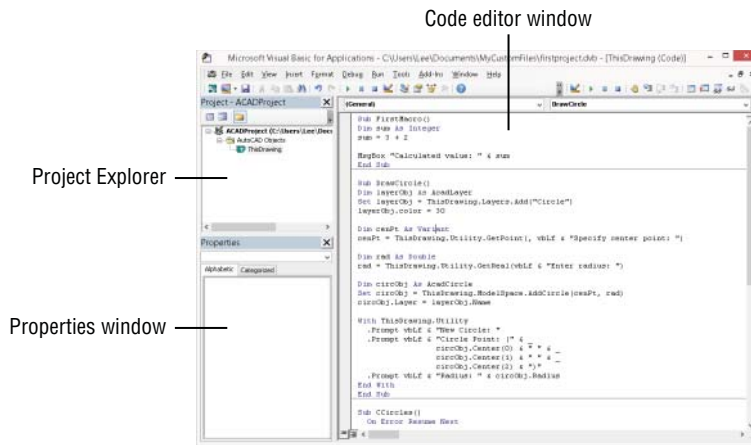 Code editor window
Microsoft Visual Basic for Applications - C:\Users\Lee\Documents\MyCustomFiles\firstproject.dvb - [ThisDrawing (Code)]
File Edit View Insert Format Debug Run Tools Add-Ins Window Help
Project - ACADProject
(General)
DrawCircle
ACADProject (C:\Users\Lee\Docu
AutoCAD Objects
ThisDrawing
Project Explorer
Properties
Alphabetic Categorized
Properties window
Sub FirstMacro()
Dim sum As Integer
sum = 3 + 2
MsgBox "Calculated value: " & sum
End Sub
Sub DrawCircle()
Dim layerObj As AcadLayer
Set layerObj = ThisDrawing.Layers.Add("Circle")
layerObj.color = 30
Dim cenPt As Variant
cenPt = ThisDrawing.Utility.GetPoint(, vbLf & "Specify center point: ")
Dim rad As Double
rad = ThisDrawing.Utility.GetReal(vbLf & "Enter radius: ")
Dim circObj As AcadCircle
Set circObj = ThisDrawing.ModelSpace.AddCircle(cenPt, rad)
circObj.Layer = layerObj.Name
With ThisDrawing.Utility
.Prompt vbLf & "New Circle: "
.Prompt vbLf & "Circle Point: (" & _
circObj.Center(0) & " " & _
circObj.Center(1) & " " & _
circObj.Center(2) & ")"
.Prompt vbLf & "Radius: " & circObj.Radius
End With
End Sub
Sub CCircles()
On Error Resume Next